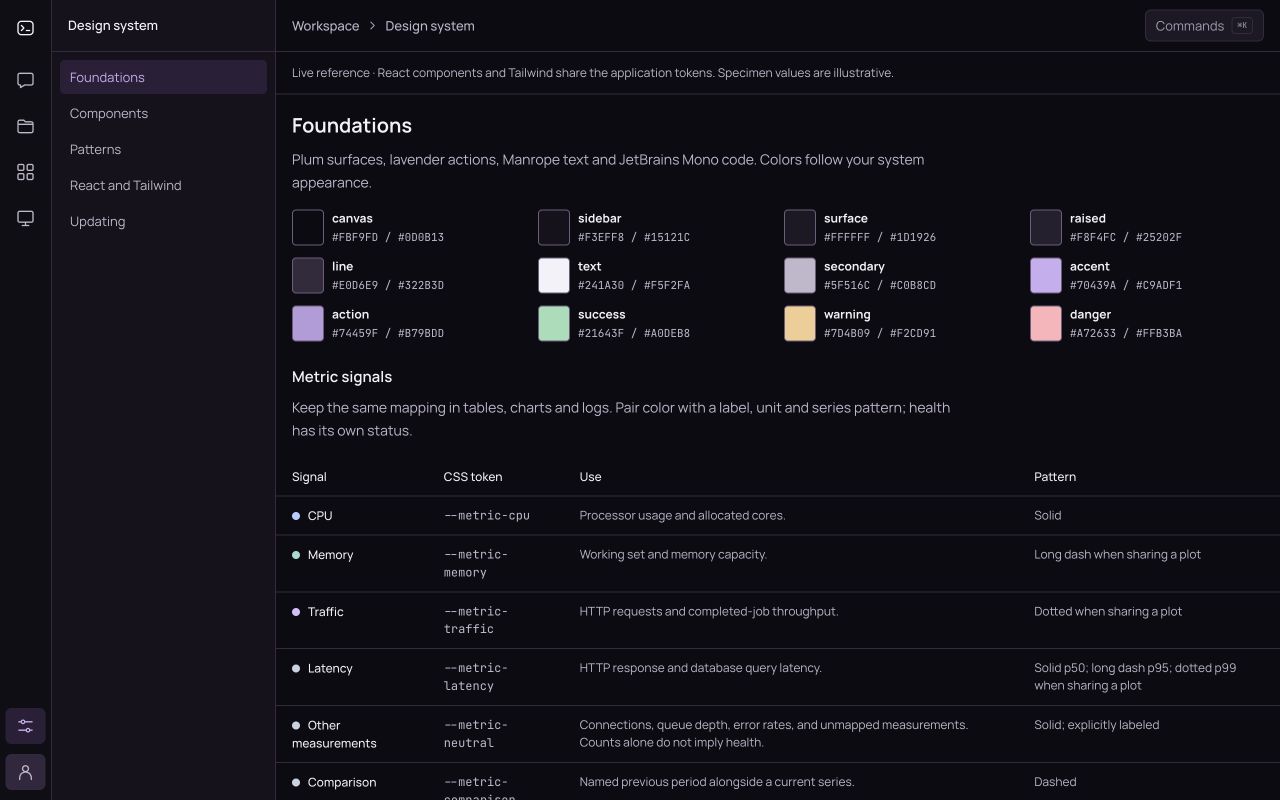 Design system
Workspace > Design system
Commands ⌘K
Foundations
Components
Patterns
React and Tailwind
Updating
Live reference · React components and Tailwind share the application tokens. Specimen values are illustrative.
Foundations
Plum surfaces, lavender actions, Manrope text and JetBrains Mono code. Colors follow your system
appearance.
canvas
#FBF9FD / #0D0B13
sidebar
#F3EFF8 / #15121C
surface
#FFFFFF / #1D1926
raised
#F8F4FC / #25202F
line
#E0D6E9 / #322B3D
text
#241A30 / #F5F2FA
secondary
#5F516C / #C0B8CD
accent
#70439A / #C9ADF1
action
#74459F / #B79BDD
success
#21643F / #A0DEB8
warning
#7D4B09 / #F2CD91
danger
#A72633 / #FFB3BA
Metric signals
Keep the same mapping in tables, charts and logs. Pair color with a label, unit and series pattern; health
has its own status.
Signal CSS token Use Pattern
CPU --metric-cpu Processor usage and allocated cores. Solid
Memory --metric- Working set and memory capacity. Long dash when sharing a plot
memory
Traffic --metric- HTTP requests and completed-job throughput. Dotted when sharing a plot
traffic
Latency --metric- HTTP response and database query latency. Solid p50; long dash p95; dotted p99
latency when sharing a plot
Other --metric- Connections, queue depth, error rates, and unmapped measurements. Solid; explicitly labeled
measurements neutral Counts alone do not imply health.
Comparison --metric- Named previous period alongside a current series. Dashed
comparison